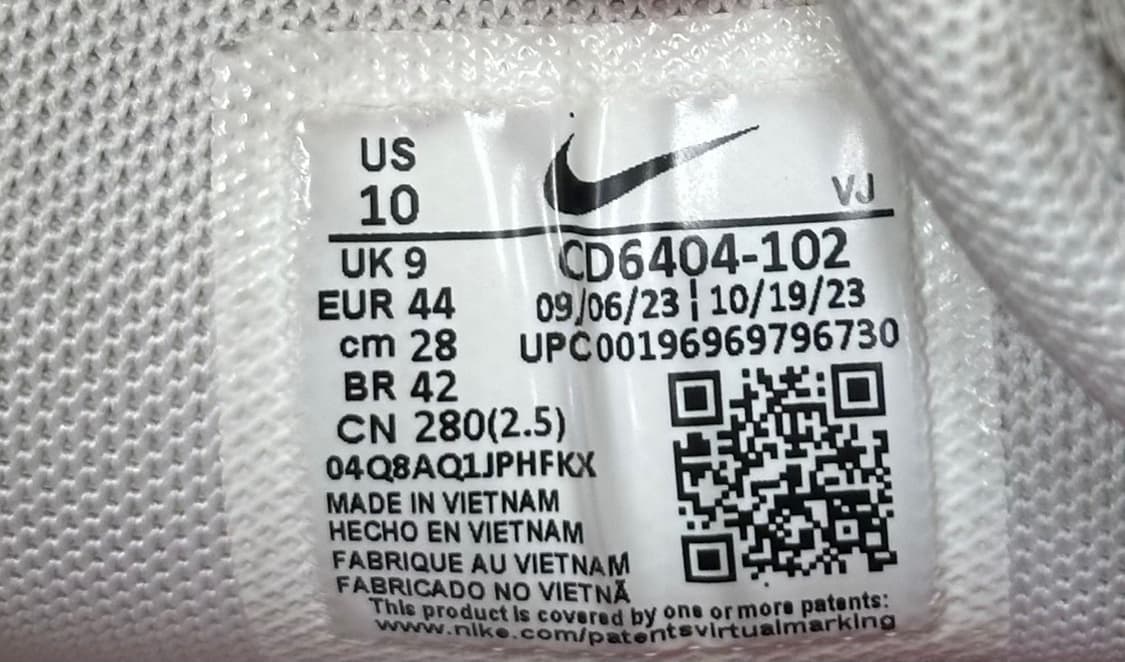 US
10
VJ
UK 9
EUR 44
cm 28
BR 42
CN 280(2.5)
CD6404-102
09/06/23 ¦ 10/19/23
UPC00196969796730
04Q8AQ1JPHFKX
MADE IN VIETNAM
HECHO EN VIETNAM
FABRIQUE AU VIETNAM
FABRICADO NO VIETNÃ
This product is covered by one or more patents:
www.nike.com/patentsvirtualmarking